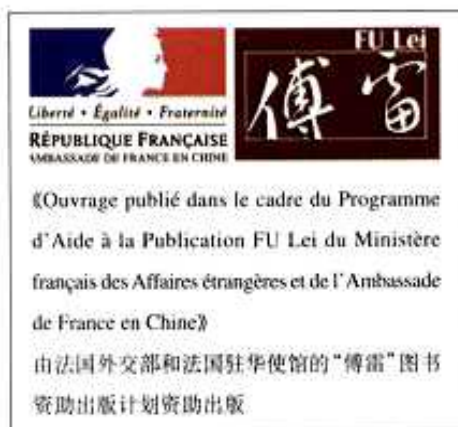 FU Lei
傅雷
Liberté • Égalité • Fraternité
RÉPUBLIQUE FRANÇAISE
AMBASSADE DE FRANCE EN CHINE
《Ouvrage publié dans le cadre du Programme
d'Aide à la Publication FU Lei du Ministère
français des Affaires étrangères et de l'Ambassade
de France en Chine》
由法国外交部和法国驻华使馆的“傅雷”图书
资助出版计划资助出版